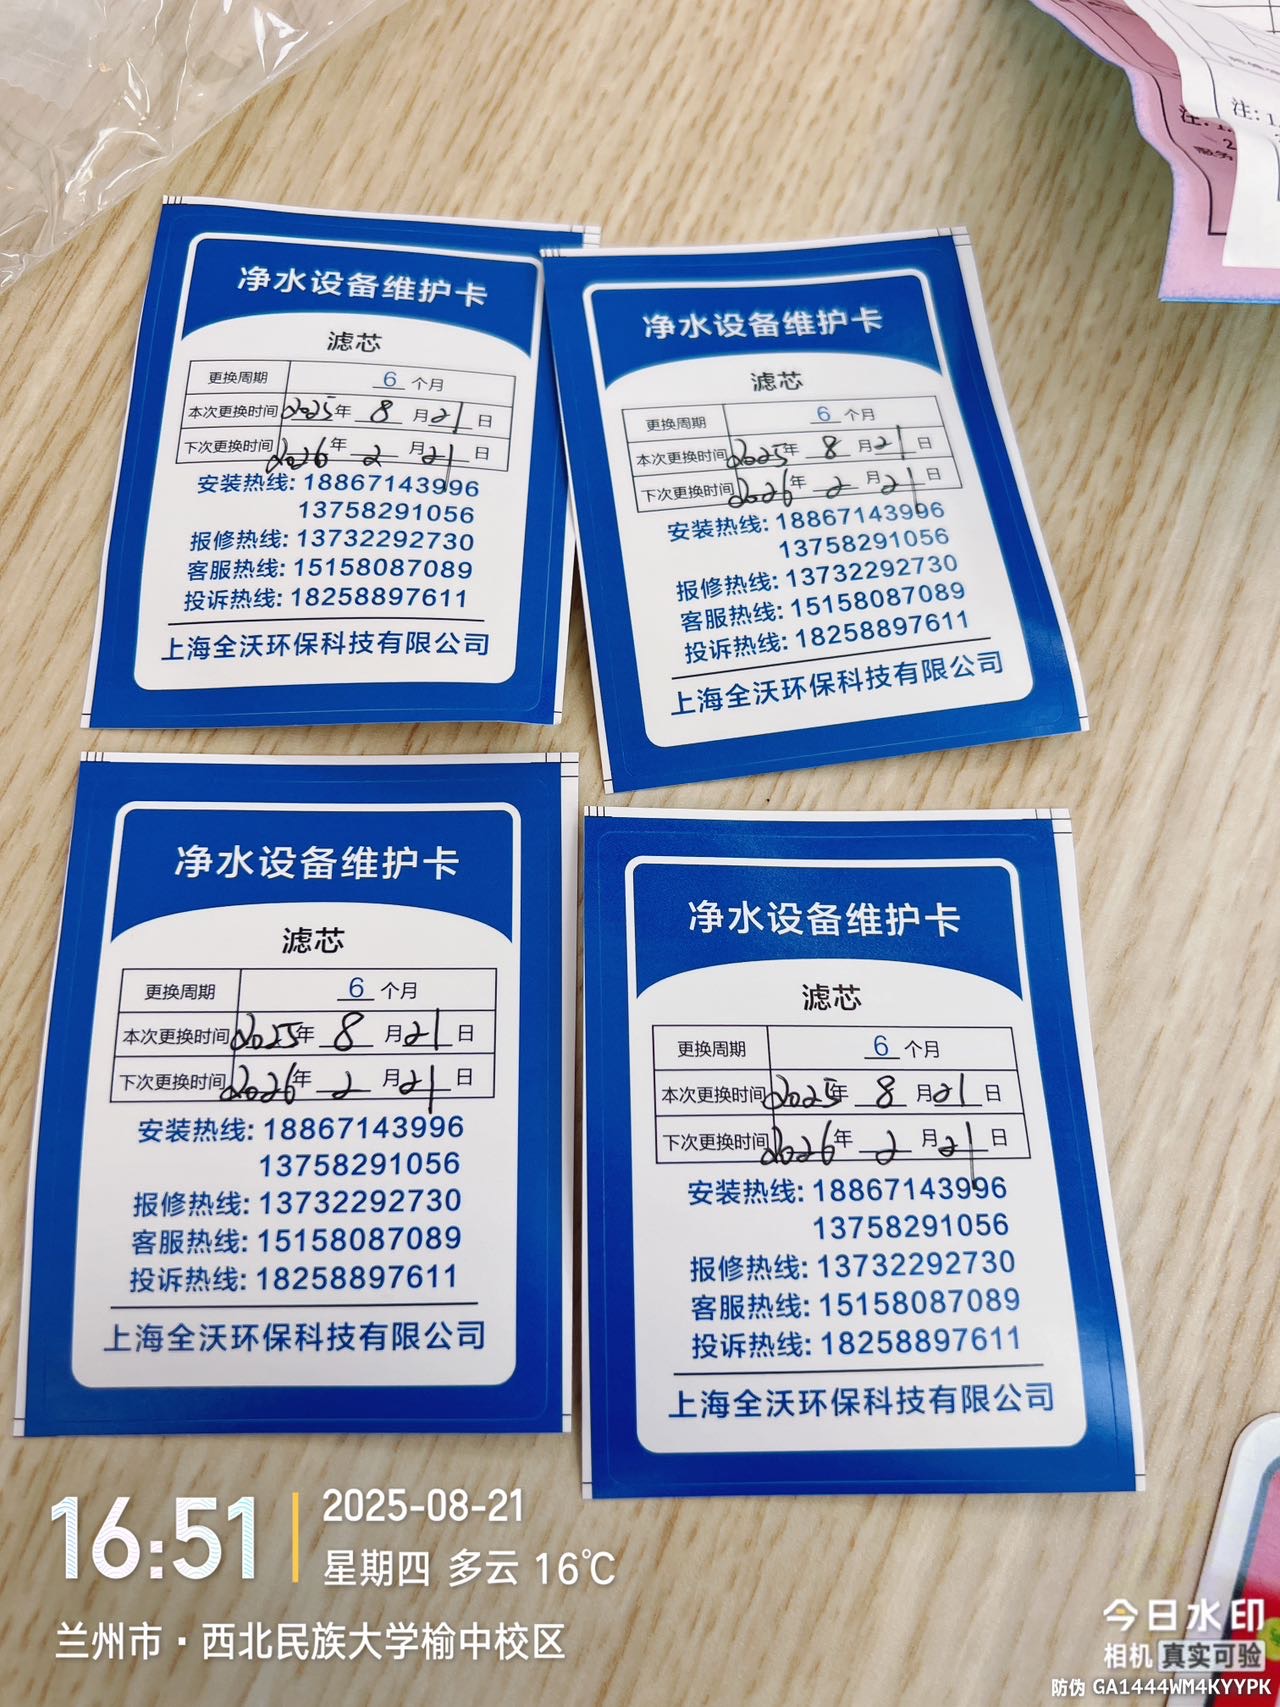 净水设备维护卡
滤芯
更换周期 6 个月
本次更换时间 2025年 8 月 21 日
下次更换时间 2026年 2 月 21 日
安装热线: 18867143996
13758291056
报修热线: 13732292730
客服热线: 15158087089
投诉热线: 18258897611
上海全沃环保科技有限公司
净水设备维护卡
滤芯
更换周期 6 个月
本次更换时间 2025年 8 月 21 日
下次更换时间 2026年 2 月 21 日
安装热线: 18867143996
13758291056
报修热线: 13732292730
客服热线: 15158087089
投诉热线: 18258897611
上海全沃环保科技有限公司
净水设备维护卡
滤芯
更换周期 6 个月
本次更换时间 2025年 8 月 21 日
下次更换时间 2026年 2 月 21 日
安装热线: 18867143996
13758291056
报修热线: 13732292730
客服热线: 15158087089
投诉热线: 18258897611
上海全沃环保科技有限公司
净水设备维护卡
滤芯
更换周期 6 个月
本次更换时间 2025年 8 月 21 日
下次更换时间 2026年 2 月 21 日
安装热线: 18867143996
13758291056
报修热线: 13732292730
客服热线: 15158087089
投诉热线: 18258897611
上海全沃环保科技有限公司
注: 1.
注: 1.
2
服务
16:51
2025-08-21
星期四 多云 16℃
兰州市·西北民族大学榆中校区
今日水印
相机 真实可验
防伪 GA1444WM4KYYPK